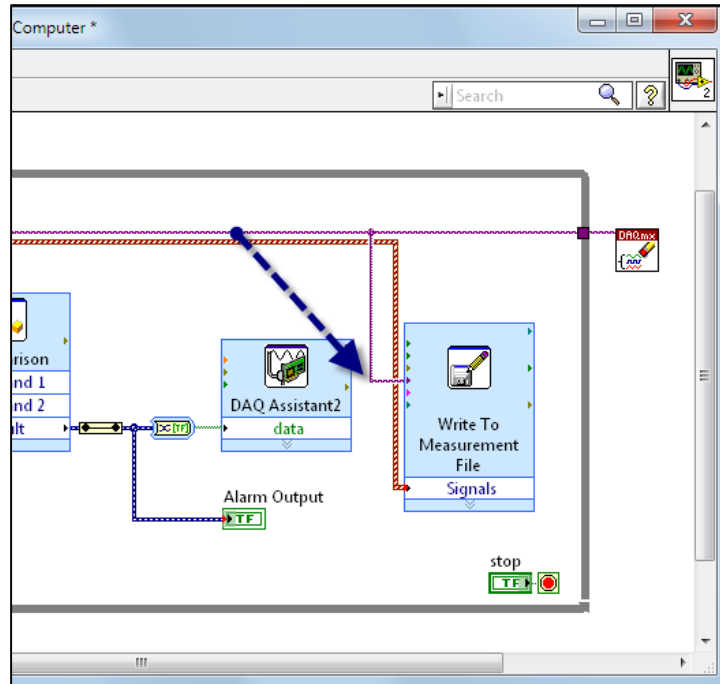 Computer *
Search
2
DAQmx
rison
nd 1
nd 2
lt
DAQ Assistant2
data
TF
Write To
Measurement
File
Signals
Alarm Output
TF
stop
TF